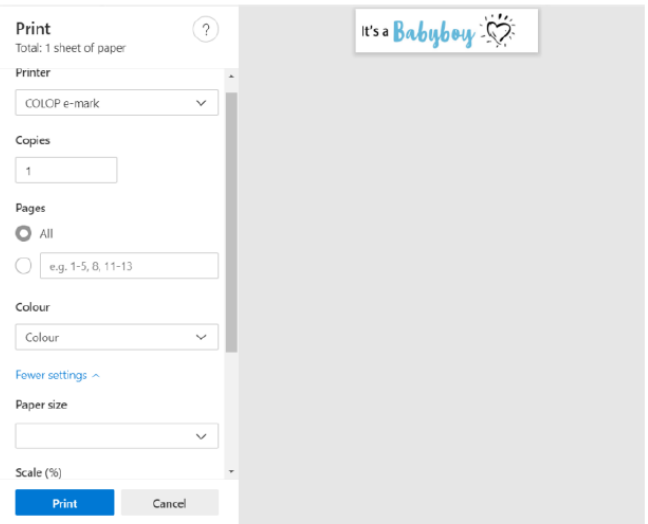 Print
?
Total: 1 sheet of paper
Printer
COLOP e-mark
Copies
1
Pages
All
e.g. 1-5, 8, 11-13
Colour
Colour
Fewer settings
Paper size
Scale (%)
Print Cancel
It's a Babyboy